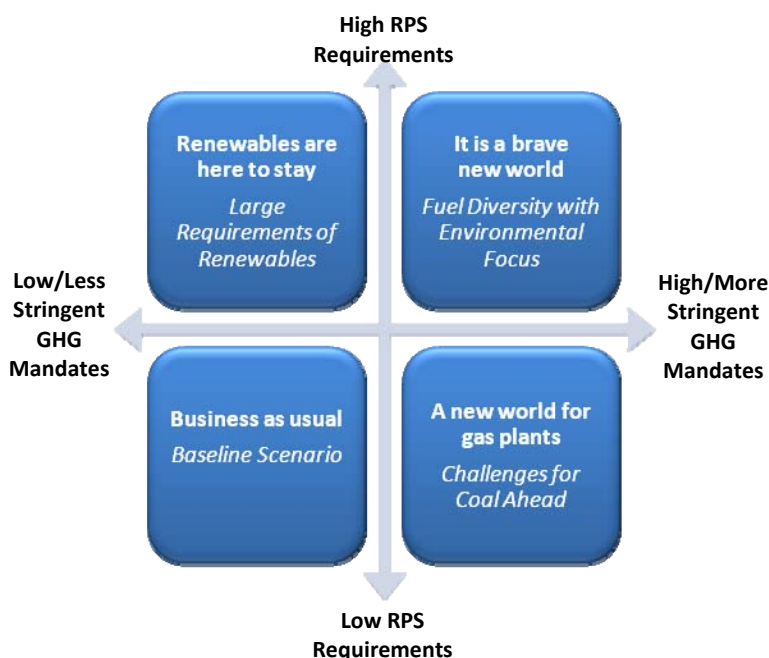 High RPS
Requirements
Renewables are
here to stay
Large
Requirements of
Renewables
It is a brave
new world
Fuel Diversity with
Environmental
Focus
Low/Less
Stringent
GHG
Mandates
High/More
Stringent
GHG
Mandates
Business as usual
Baseline Scenario
A new world for
gas plants
Challenges for
Coal Ahead
Low RPS
Requirements